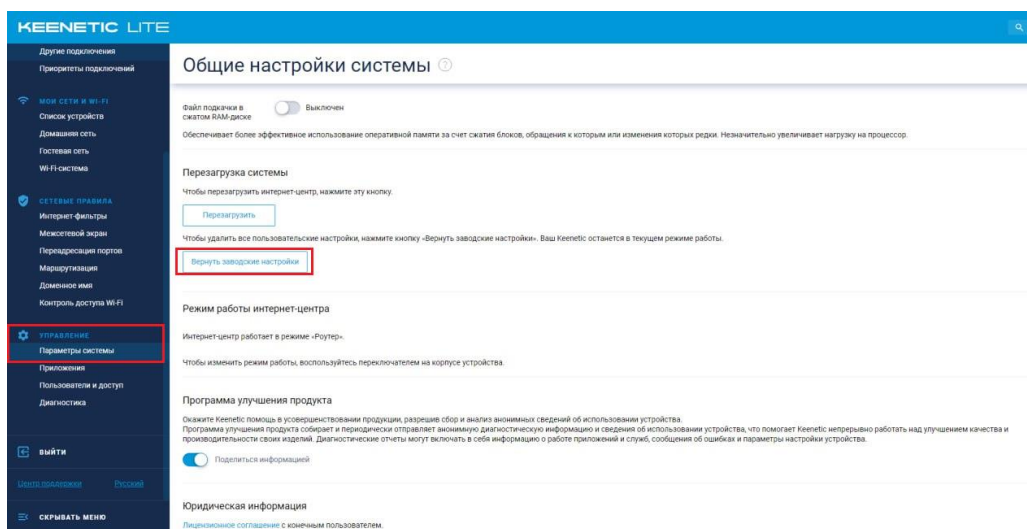 KEENETIC LITE
Другие подключения
Приоритеты подключений
МОИ СЕТИ И WI-FI
Список устройств
Домашняя сеть
Гостевая сеть
Wi-Fi-система
СЕТЕВЫЕ ПРАВИЛА
Интернет-фильтры
Межсетевой экран
Переадресация портов
Маршрутизация
Доменное имя
Контроль доступа Wi-Fi
УПРАВЛЕНИЕ
Параметры системы
Приложения
Пользователи и доступ
Диагностика
ВЫЙТИ
Центр поддержки Русский
СКРЫВАТЬ МЕНЮ
Общие настройки системы ?
Файл подкачки в
сжатом RAM-диске
Выключен
Обеспечивает более эффективное использование оперативной памяти за счет сжатия блоков, обращения к которым или изменения которых редки. Незначительно увеличивает нагрузку на процессор.
Перезагрузка системы
Чтобы перезагрузить интернет-центр, нажмите эту кнопку.
Перезагрузить
Чтобы удалить все пользовательские настройки, нажмите кнопку «Вернуть заводские настройки». Ваш Keenetic останется в текущем режиме работы.
Вернуть заводские настройки
Режим работы интернет-центра
Интернет-центр работает в режиме «Роутер».
Чтобы изменить режим работы, воспользуйтесь переключателем на корпусе устройства.
Программа улучшения продукта
Окажите Keenetic помощь в усовершенствовании продукции, разрешив сбор и анализ анонимных сведений об использовании устройства.
Программа улучшения продукта собирает и периодически отправляет анонимную диагностическую информацию и сведения об использовании устройства, что помогает Keenetic непрерывно работать над улучшением качества и
производительности своих изделий. Диагностические отчеты могут включать в себя информацию о работе приложений и служб, сообщения об ошибках и параметры настройки устройства.
Поделиться информацией
Юридическая информация
Лицензионное соглашение с конечным пользователем.